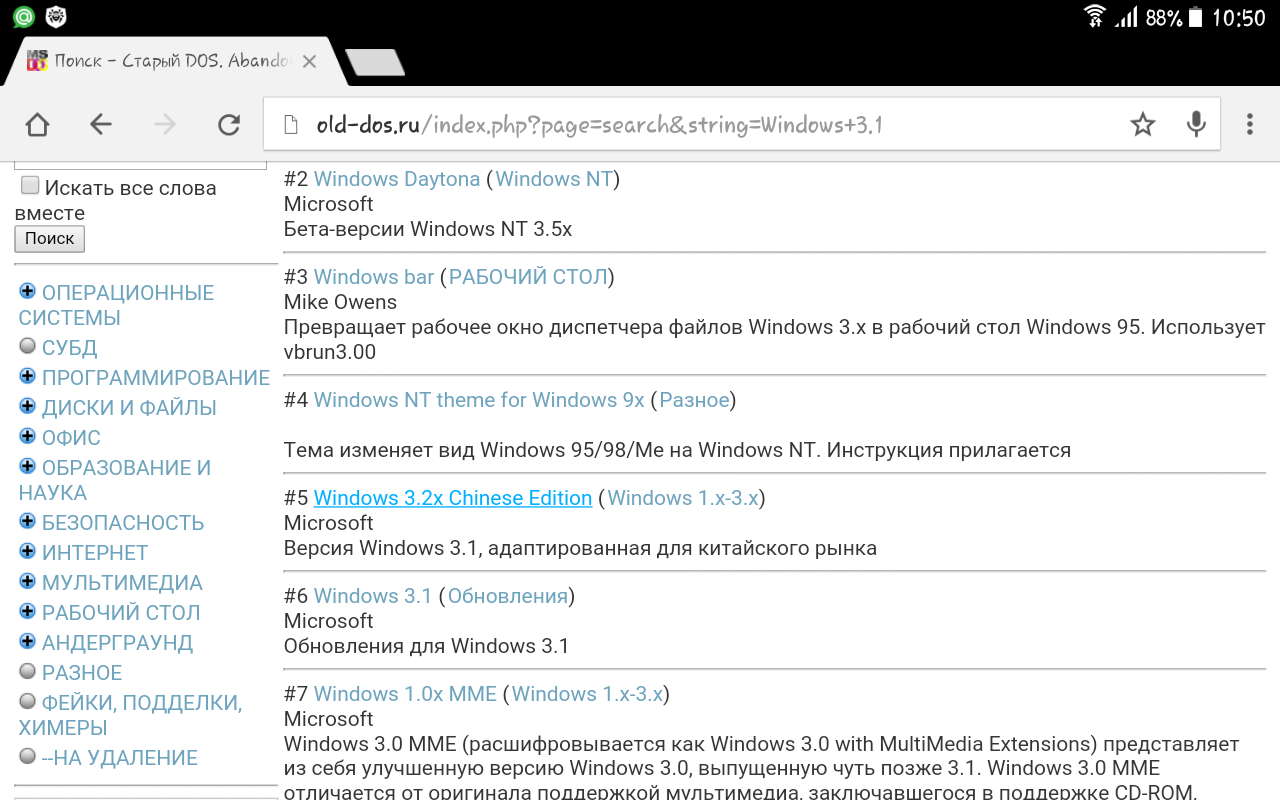 88% 10:50
Поиск - Старый DOS. Abando
old-dos.ru/index.php?page=search&string=Windows+3.1
Искать все слова
вместе
Поиск
ОПЕРАЦИОННЫЕ
СИСТЕМЫ
СУБД
ПРОГРАММИРОВАНИЕ
ДИСКИ И ФАЙЛЫ
ОФИС
ОБРАЗОВАНИЕ И
НАУКА
БЕЗОПАСНОСТЬ
ИНТЕРНЕТ
МУЛЬТИМЕДИА
РАБОЧИЙ СТОЛ
АНДЕРГРАУНД
РАЗНОЕ
ФЕЙКИ, ПОДДЕЛКИ,
ХИМЕРЫ
--НА УДАЛЕНИЕ
#2 Windows Daytona (Windows NT)
Microsoft
Бета-версии Windows NT 3.5x
#3 Windows bar (РАБОЧИЙ СТОЛ)
Mike Owens
Превращает рабочее окно диспетчера файлов Windows 3.x в рабочий стол Windows 95. Использует
vbrun3.00
#4 Windows NT theme for Windows 9x (Разное)
Тема изменяет вид Windows 95/98/Me на Windows NT. Инструкция прилагается
#5 Windows 3.2x Chinese Edition (Windows 1.x-3.x)
Microsoft
Версия Windows 3.1, адаптированная для китайского рынка
#6 Windows 3.1 (Обновления)
Microsoft
Обновления для Windows 3.1
#7 Windows 1.0x MME (Windows 1.x-3.x)
Microsoft
Windows 3.0 MME (расшифровывается как Windows 3.0 with MultiMedia Extensions) представляет
из себя улучшенную версию Windows 3.0, выпущенную чуть позже 3.1. Windows 3.0 MME
отличается от оригинала поддержкой мультимедиа, заключавшегося в поддержке CD-ROM,